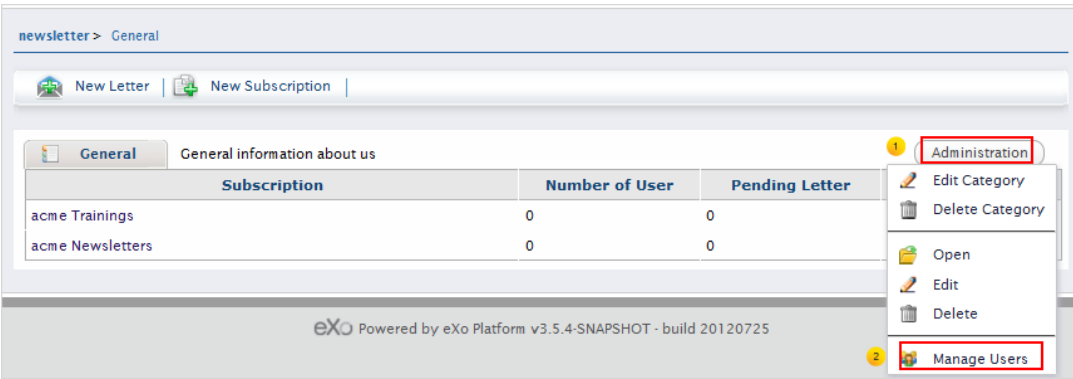 newsletter > General
New Letter | New Subscription |
General General information about us 1 Administration
Subscription Number of User Pending Letter
acme Trainings 0 0
acme Newsletters 0 0
Edit Category
Delete Category
Open
Edit
Delete
2 Manage Users
eXo Powered by eXo Platform v3.5.4-SNAPSHOT - build 20120725